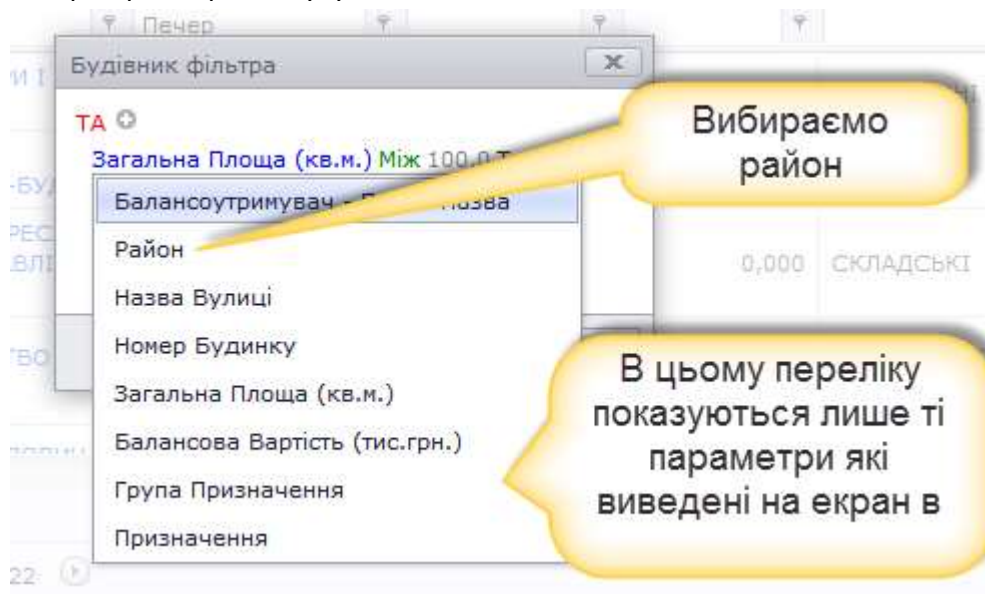 Печер
Будівник фільтра
ТА
Загальна Площа (кв.м.) Між 100,0 Т
Балансоутримувач -
Район
Назва Вулиці
Номер Будинку
Загальна Площа (кв.м.)
Балансова Вартість (тис.грн.)
Група Призначення
Призначення
Вибираємо
район
0,000 СКЛАДСЬКІ
В цьому переліку
показуються лише ті
параметри які
виведені на екран в
22